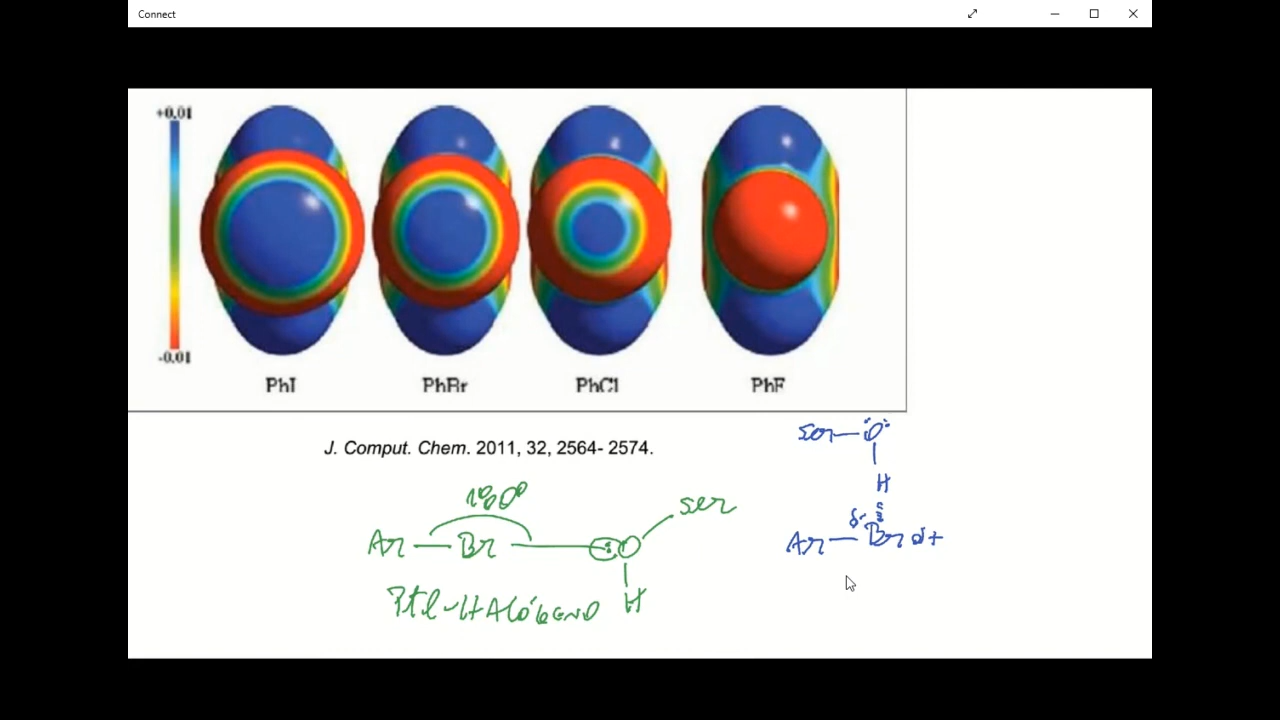 Connect
+0.01
-0.01
PhI PhBr PhCl PhF
J. Comput. Chem. 2011, 32, 2564- 2574.
Ser—O
H
δ-
Ar—Br δ+
180°
Ser
Ar—Br—:O
H